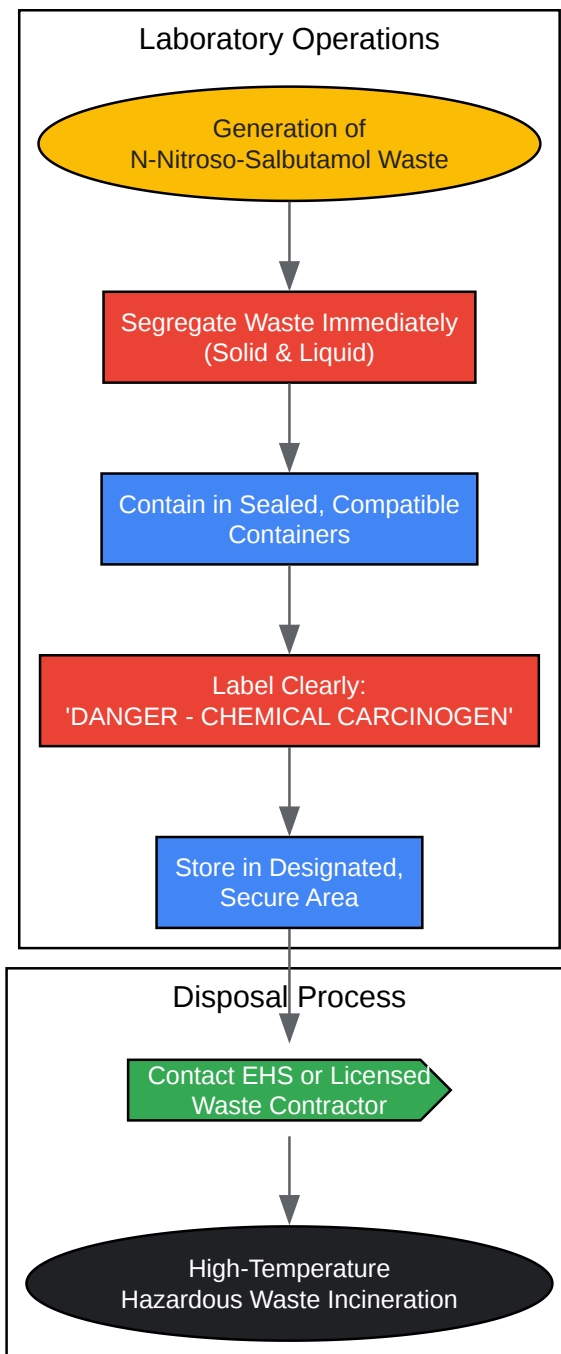 Laboratory Operations
Generation of
N-Nitroso-Salbutamol Waste
Segregate Waste Immediately
(Solid & Liquid)
Contain in Sealed, Compatible
Containers
Label Clearly:
'DANGER - CHEMICAL CARCINOGEN'
Store in Designated,
Secure Area
Disposal Process
Contact EHS or Licensed
Waste Contractor
High-Temperature
Hazardous Waste Incineration